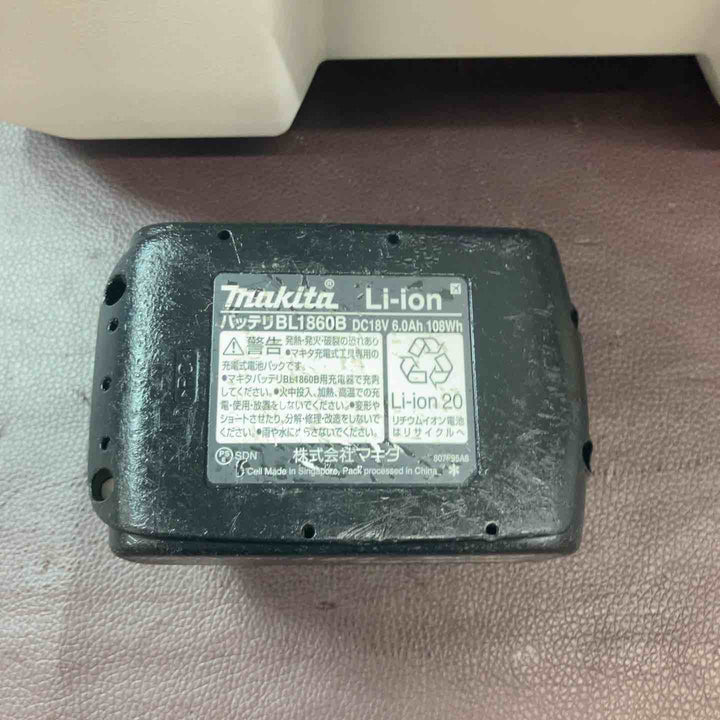 makita® Li-ion
バッテリBL1860B DC18V 6.0Ah 108Wh
警告 発熱・発火・破裂の恐れあり
●マキタ充電式工具専用の
充電式電池パックです。
●マキタバッテリBL1860B用充電器で充電
してください。●火中投入、加熱、高温での充
電・使用・放置をしないでください。●変形や
ショートさせたり、分解・修理・改造をしないで
ください。●雨や水にぬらさないでください。
Li-ion 20
リチウムイオン電池
はリサイクルへ
PS SDN 株式会社マキタ
Cell Made in Singapore, Pack processed in China
>ABS<